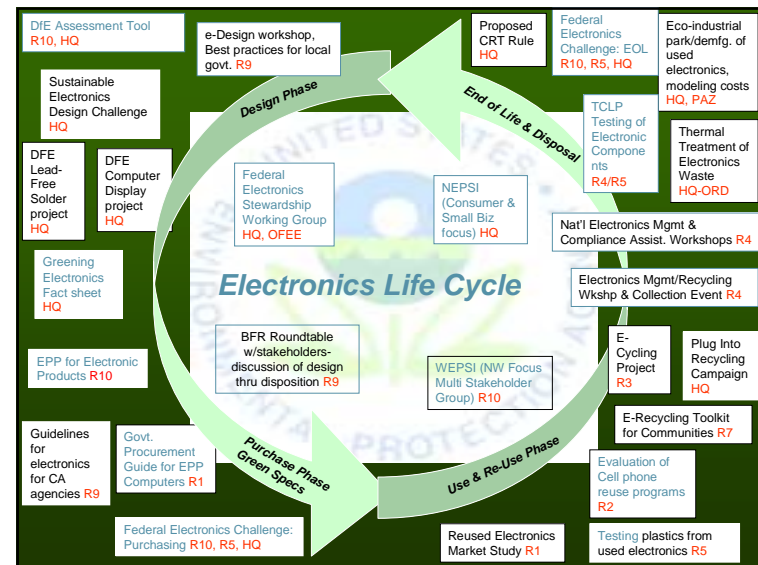 DfE Assessment Tool
R10, HQ
e-Design workshop,
Best practices for local
govt. R9
Proposed
CRT Rule
HQ
Federal
Electronics
Challenge: EOL
R10, R5, HQ
Eco-industrial
park/demfg. of
used
electronics,
modeling costs
HQ, PAZ
Sustainable
Electronics
Design Challenge
HQ
Design Phase
End of Life & Disposal
TCLP
Testing of
Electronic
Compone
nts
R4/R5
Thermal
Treatment of
Electronics
Waste
HQ-ORD
DFE
Lead-
Free
Solder
project
HQ
DFE
Computer
Display
project
HQ
Federal
Electronics
Stewardship
Working Group
HQ, OFEE
NEPSI
(Consumer &
Small Biz
focus) HQ
Nat'l Electronics Mgmt &
Compliance Assist. Workshops R4
Greening
Electronics
Fact sheet
HQ
Electronics Life Cycle
Electronics Mgmt/Recycling
Wkshp & Collection Event R4
EPP for Electronic
Products R10
BFR Roundtable
w/stakeholders-
discussion of design
thru disposition R9
WEPSI (NW Focus
Multi Stakeholder
Group) R10
E-
Cycling
Project
R3
Plug Into
Recycling
Campaign
HQ
E-Recycling Toolkit
for Communities R7
Guidelines
for
electronics
for CA
agencies R9
Govt.
Procurement
Guide for EPP
Computers R1
Purchase Phase
Green Specs
Use & Re-Use Phase
Evaluation of
Cell phone
reuse programs
R2
Federal Electronics Challenge:
Purchasing R10, R5, HQ
Reused Electronics
Market Study R1
Testing plastics from
used electronics R5
UNITED STATES
ENVIRONMENTAL PROTECTION AGENCY